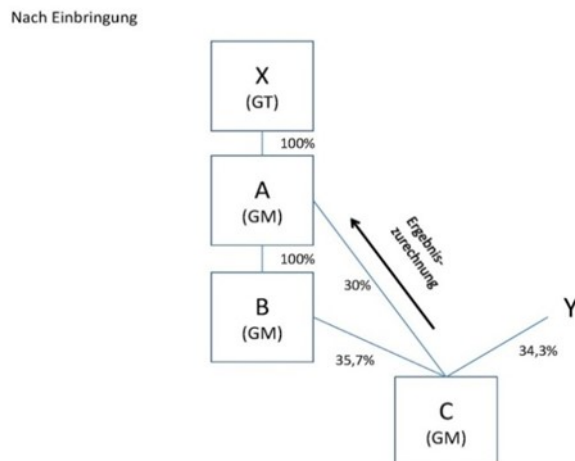 Nach Einbringung
X
(GT)
100%
A
(GM)
Ergebnis-
zurechnung
100%
30%
B
(GM)
Y
35,7%
34,3%
C
(GM)